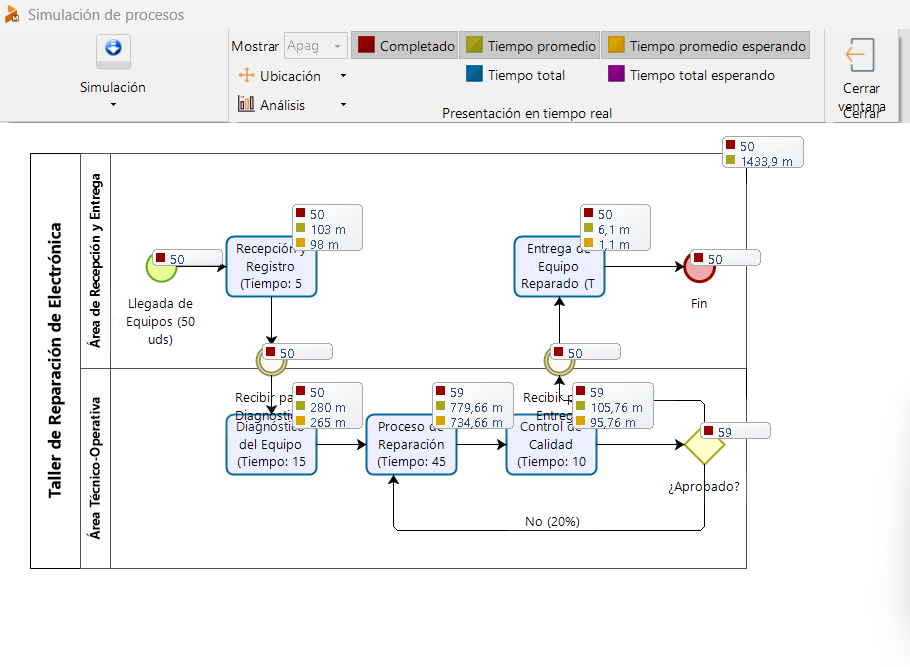 Simulación de procesos
Simulación
Mostrar Apag
Ubicación
Análisis
Completado
Tiempo promedio
Tiempo promedio esperando
Tiempo total
Tiempo total esperando
Presentación en tiempo real
Cerrar
ventana
Cerrar
Taller de Reparación de Electrónica
Área de Recepción y Entrega
50
1433,9 m
50
Llegada de
Equipos (50
uds)
50
103 m
98 m
Recepción y
Registro
(Tiempo: 5
50
6,1 m
1,1 m
Entrega de
Equipo
Reparado (T
50
Fin
50
50
Área Técnico-Operativa
Recibir pa
Diagnóstic
50
280 m
265 m
Diagnóstico
del Equipo
(Tiempo: 15
59
779,66 m
734,66 m
Proceso de
Reparación
(Tiempo: 45
Recibir p
Entreg
59
105,76 m
95,76 m
Control de
Calidad
(Tiempo: 10
59
¿Aprobado?
No (20%)